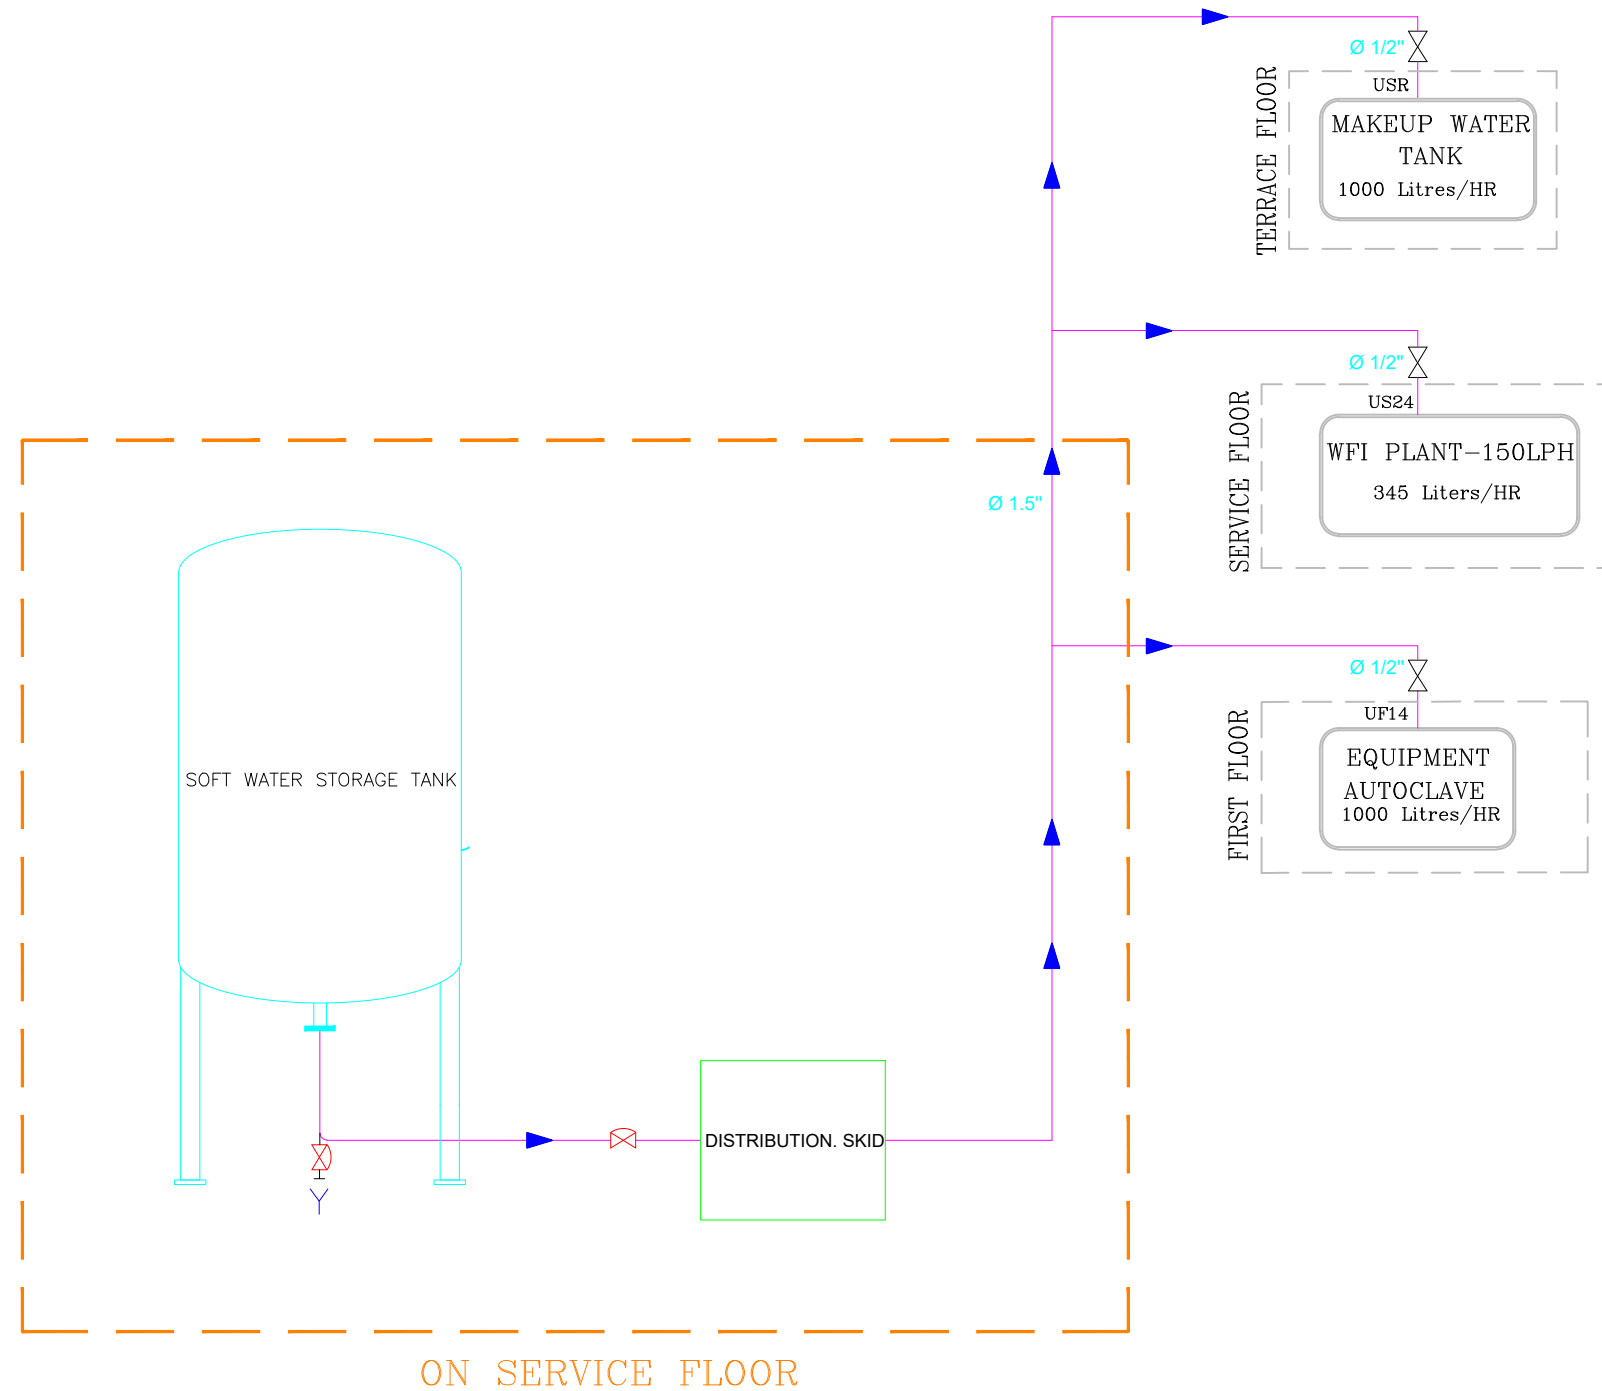 Ø 1/2"
TERRACE FLOOR
USR
MAKEUP WATER
TANK
1000 Litres/HR
Ø 1/2"
SERVICE FLOOR
US24
WFI PLANT-150LPH
345 Liters/HR
Ø 1.5"
Ø 1/2"
FIRST FLOOR
UF14
EQUIPMENT
AUTOCLAVE
1000 Litres/HR
SOFT WATER STORAGE TANK
DISTRIBUTION. SKID
ON SERVICE FLOOR